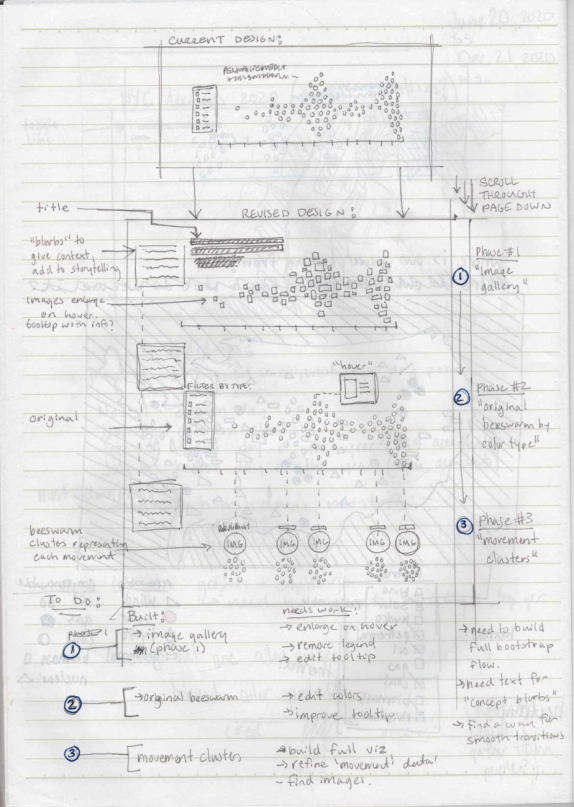 CURRENT DESIGN:
SCROLL
THROUGHT
PAGE DOWN
title
REVISED DESIGN:
"blurbs" to
give context,
add to storytelling
images enlarge
on hover.
tooltip with info?
Phase #1
1
"image
gallery"
"hover"
FILTER BY TYPE:
original
Phase #2
2
"original
beeswarm by
color type"
Phase #3
3
"movement
clusters"
beeswarm
clusters representing
each movement
IMG
IMG
IMG
IMG
IMG
To do:
Built:
needs work:
phase 1
1
→ image gallery
(phase 1)
→ enlarge on hover
→ remove legend
→ edit tooltip
→ need to build
full bootstrap
flow.
→ need text for
"concept blurbs"
→ find a way for
smooth transitions
2
→ original beeswarm
→ edit colors
→ improve tooltip
3
movement clusters
→ build full viz
→ refine 'movement' data
- find images.